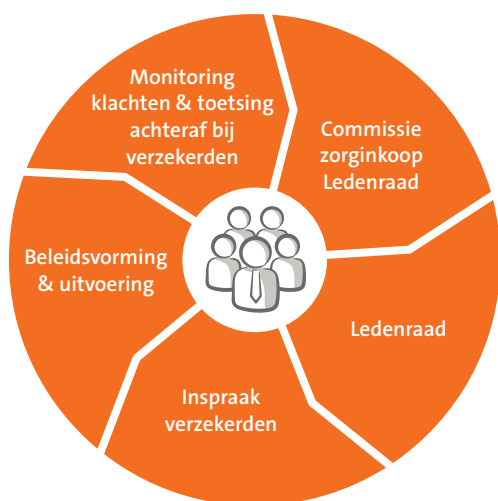 Monitoring
klachten & toetsing
achteraf bij
verzekerden
Commissie
zorginkoop
Ledenraad
Ledenraad
Inspraak
verzekerden
Beleidsvorming
& uitvoering